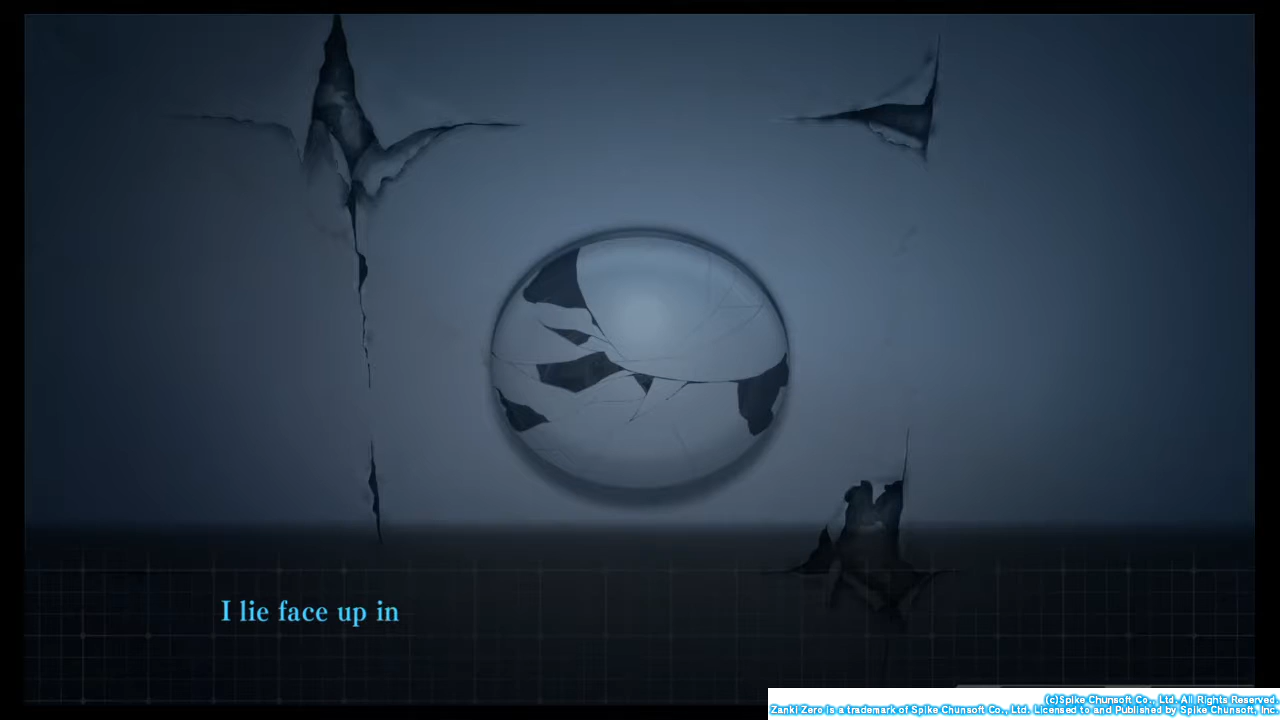 I lie face up in
(c)Spike Chunsoft Co., Ltd. All Rights Reserved.
Zanki Zero is a trademark of Spike Chunsoft Co., Ltd. Licensed to and Published by Spike Chunsoft, Inc.